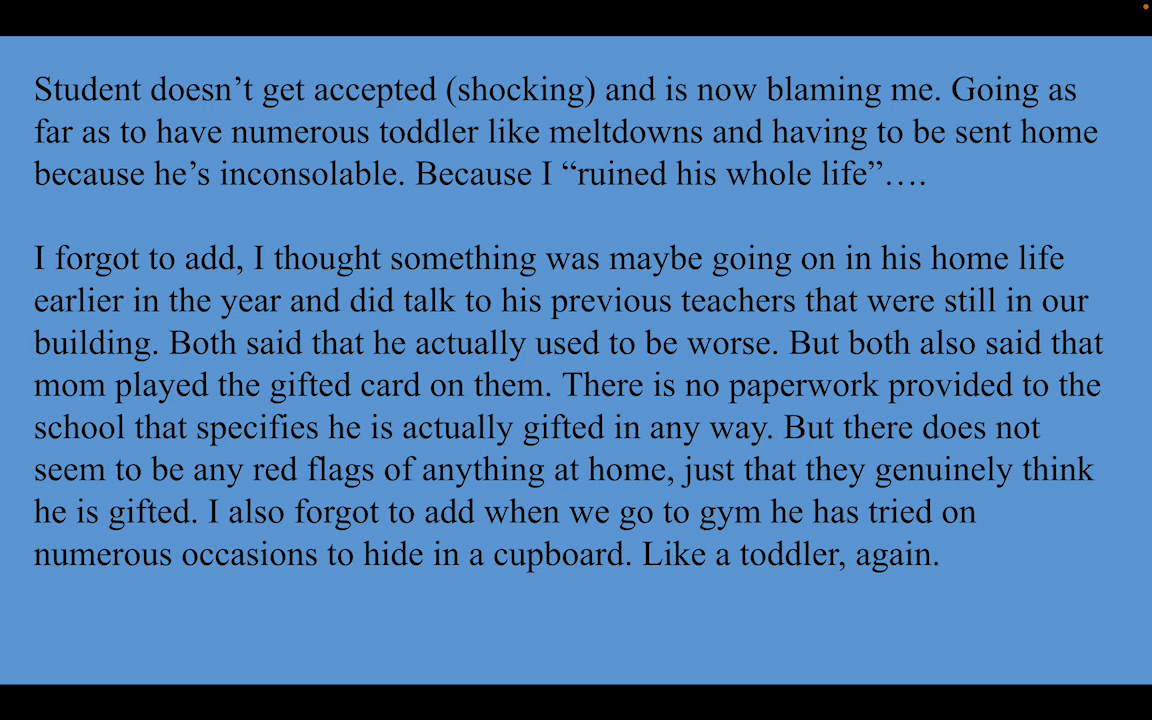 Student doesn’t get accepted (shocking) and is now blaming me. Going as
far as to have numerous toddler like meltdowns and having to be sent home
because he’s inconsolable. Because I “ruined his whole life”….
I forgot to add, I thought something was maybe going on in his home life
earlier in the year and did talk to his previous teachers that were still in our
building. Both said that he actually used to be worse. But both also said that
mom played the gifted card on them. There is no paperwork provided to the
school that specifies he is actually gifted in any way. But there does not
seem to be any red flags of anything at home, just that they genuinely think
he is gifted. I also forgot to add when we go to gym he has tried on
numerous occasions to hide in a cupboard. Like a toddler, again.